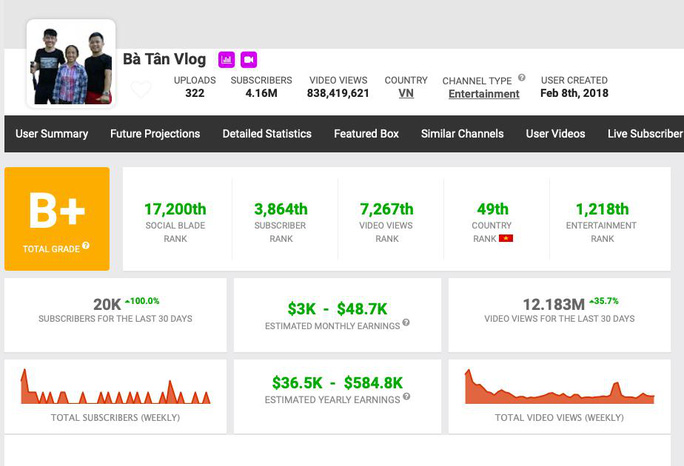 Bà Tân Vlog
UPLOADS
322
SUBSCRIBERS
4.16M
VIDEO VIEWS
838,419,621
COUNTRY
VN
CHANNEL TYPE ?
Entertainment
USER CREATED
Feb 8th, 2018
User Summary Future Projections Detailed Statistics Featured Box Similar Channels User Videos Live Subscriber
B+
TOTAL GRADE ?
17,200th
SOCIAL BLADE
RANK
3,864th
SUBSCRIBER
RANK
7,267th
VIDEO VIEWS
RANK
49th
COUNTRY
RANK
1,218th
ENTERTAINMENT
RANK
20K 100.0%
SUBSCRIBERS FOR THE LAST 30 DAYS
$3K - $48.7K
ESTIMATED MONTHLY EARNINGS ?
12.183M 35.7%
VIDEO VIEWS FOR THE LAST 30 DAYS
TOTAL SUBSCRIBERS (WEEKLY)
$36.5K - $584.8K
ESTIMATED YEARLY EARNINGS ?
TOTAL VIDEO VIEWS (WEEKLY)